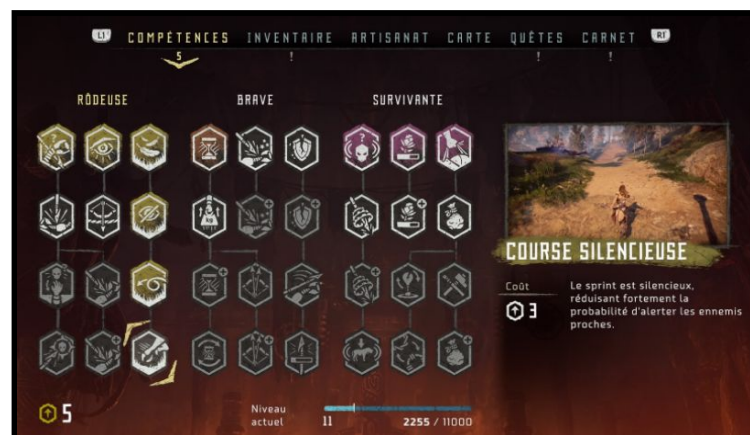 L1 COMPÉTENCES INVENTAIRE ARTISANAT CARTE QUÊTES CARNET R1
5 ! ! !
RÔDEUSE BRAVE SURVIVANTE
COURSE SILENCIEUSE
Coût
3
Le sprint est silencieux,
réduisant fortement la
probabilité d'alerter les ennemis
proches.
5
Niveau
actuel
11 2255 / 11000